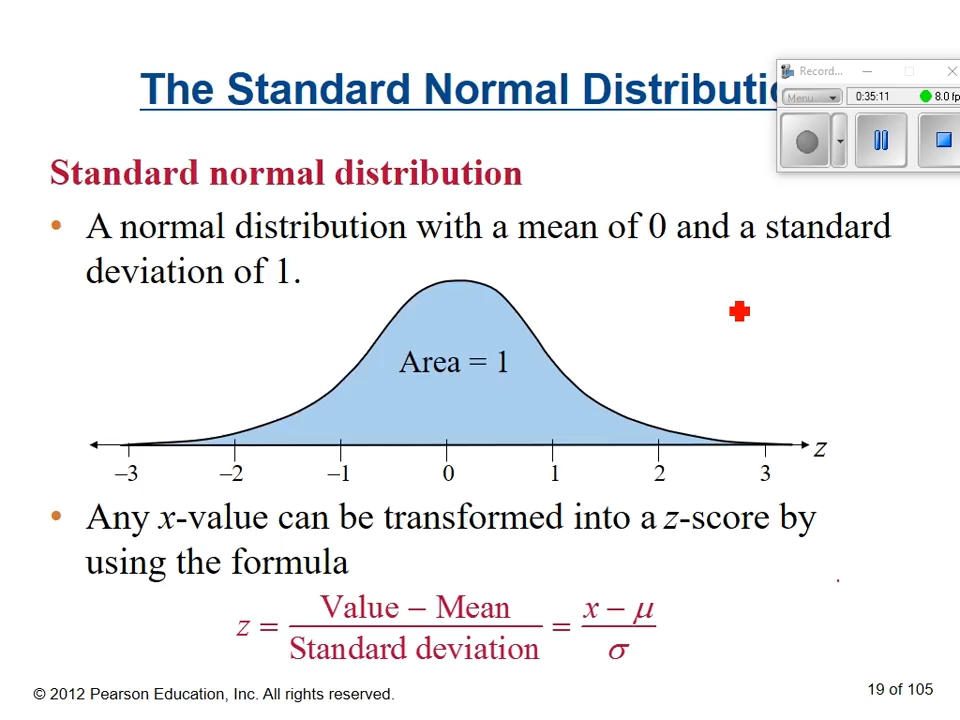 The Standard Normal Distributi
Record...
Menu
0:35:11
8.0 fp
Standard normal distribution
• A normal distribution with a mean of 0 and a standard
deviation of 1.
Area = 1
z
–3 –2 –1 0 1 2 3
• Any x-value can be transformed into a z-score by
using the formula
z = Value – Mean / Standard deviation = x – μ / σ
© 2012 Pearson Education, Inc. All rights reserved.
19 of 105